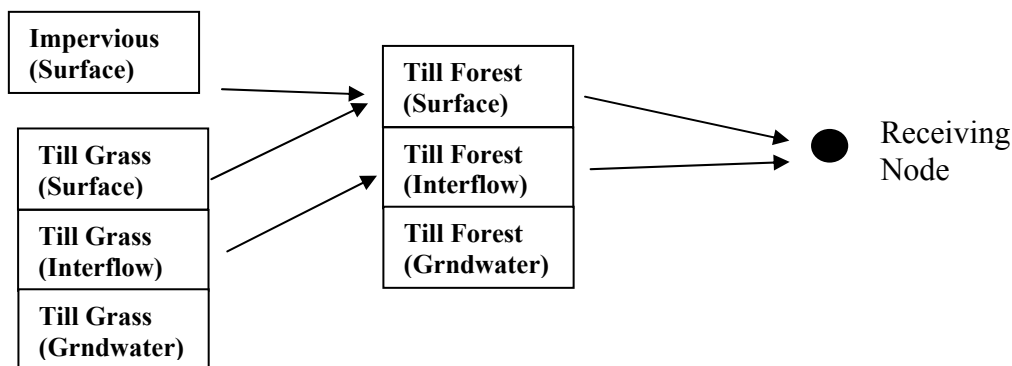 Impervious
(Surface)
Till Grass
(Surface)
Till Grass
(Interflow)
Till Grass
(Grndwater)
Till Forest
(Surface)
Till Forest
(Interflow)
Till Forest
(Grndwater)
Receiving
Node